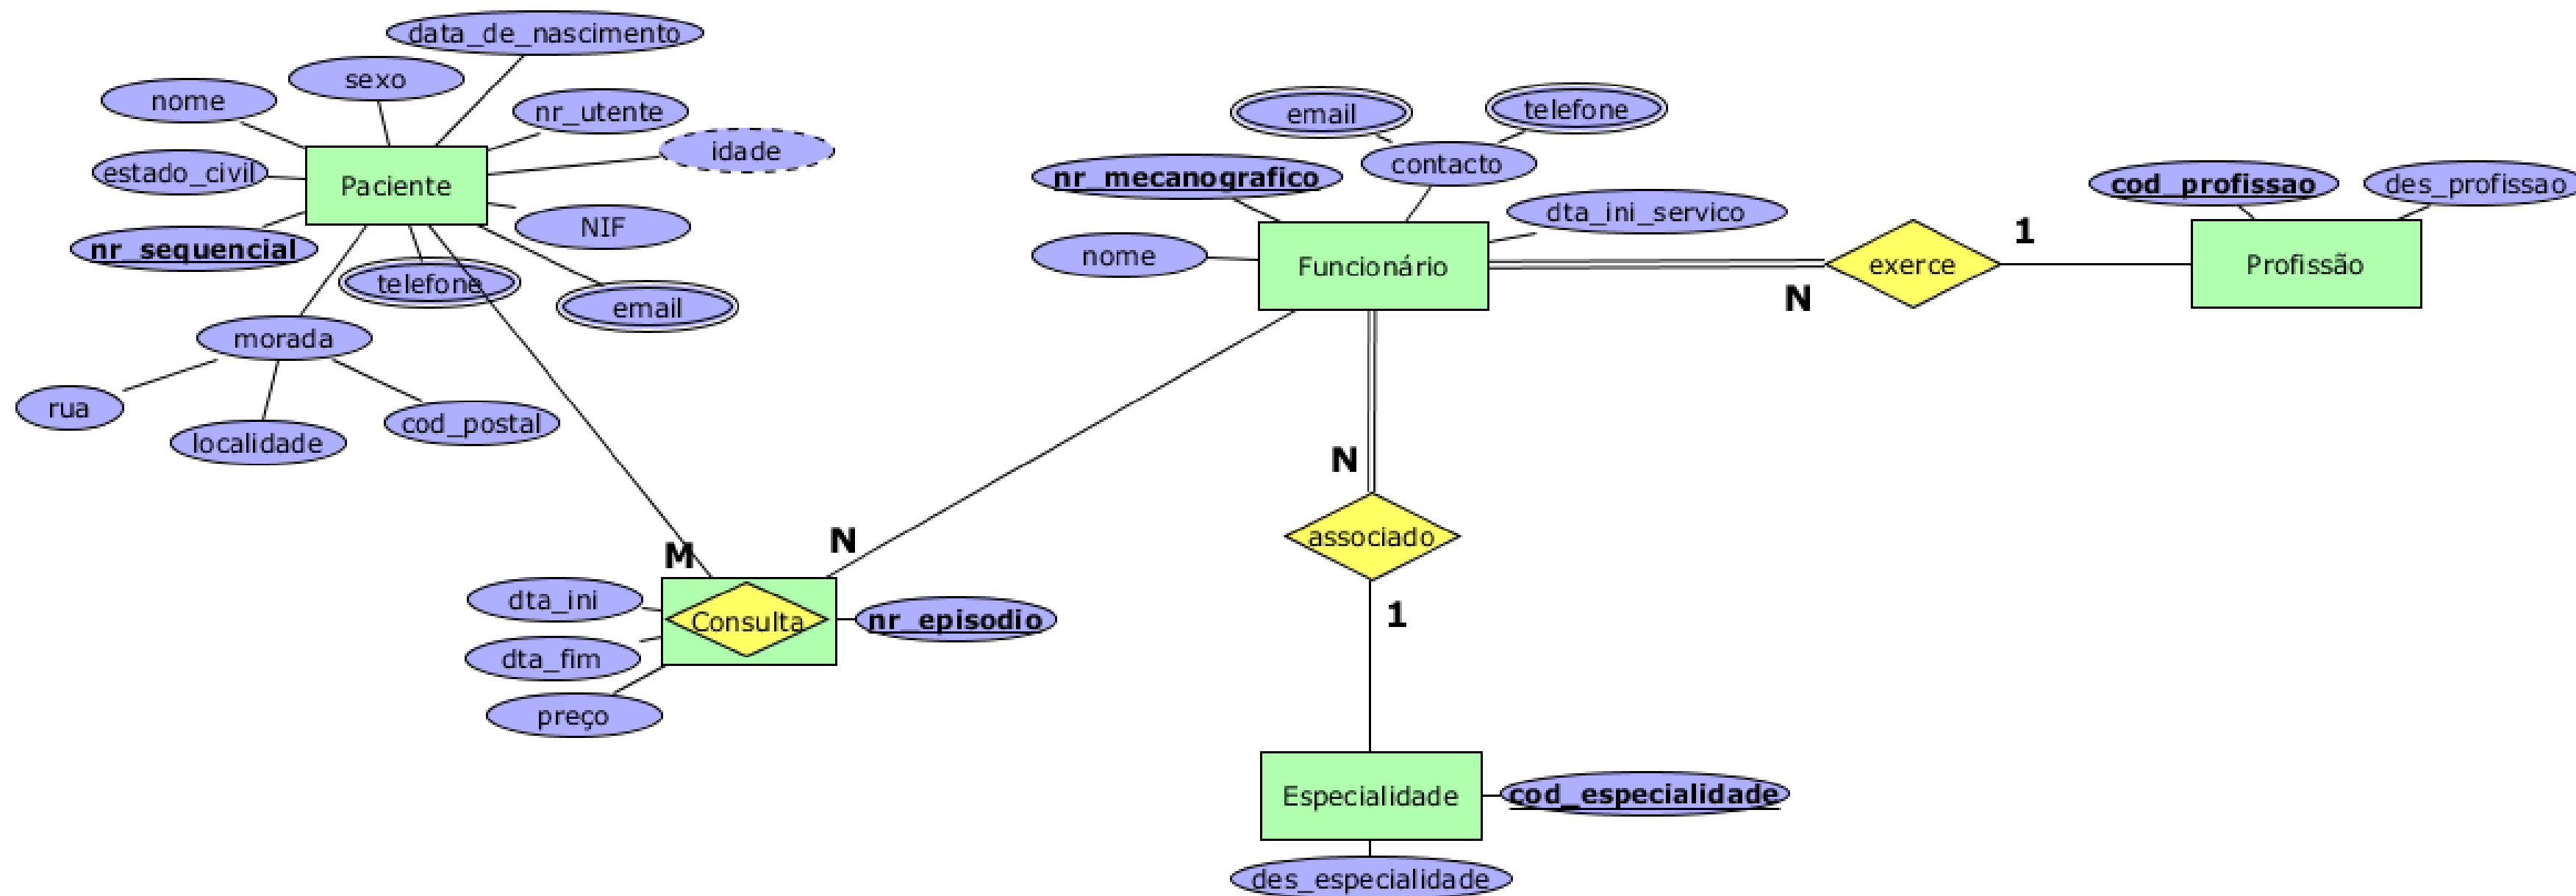 data_de_nascimento
sexo
nome
nr_utente
idade
estado_civil
Paciente
NIF
nr_sequencial
telefone
email
morada
rua
cod_postal
localidade
email
telefone
contacto
nr_mecanografico
dta_ini_servico
nome
Funcionário
N
exerce
1
cod_profissao
des_profissao
Profissão
M
N
dta_ini
Consulta
nr_episodio
dta_fim
preço
N
associado
1
Especialidade
cod_especialidade
des_especialidade